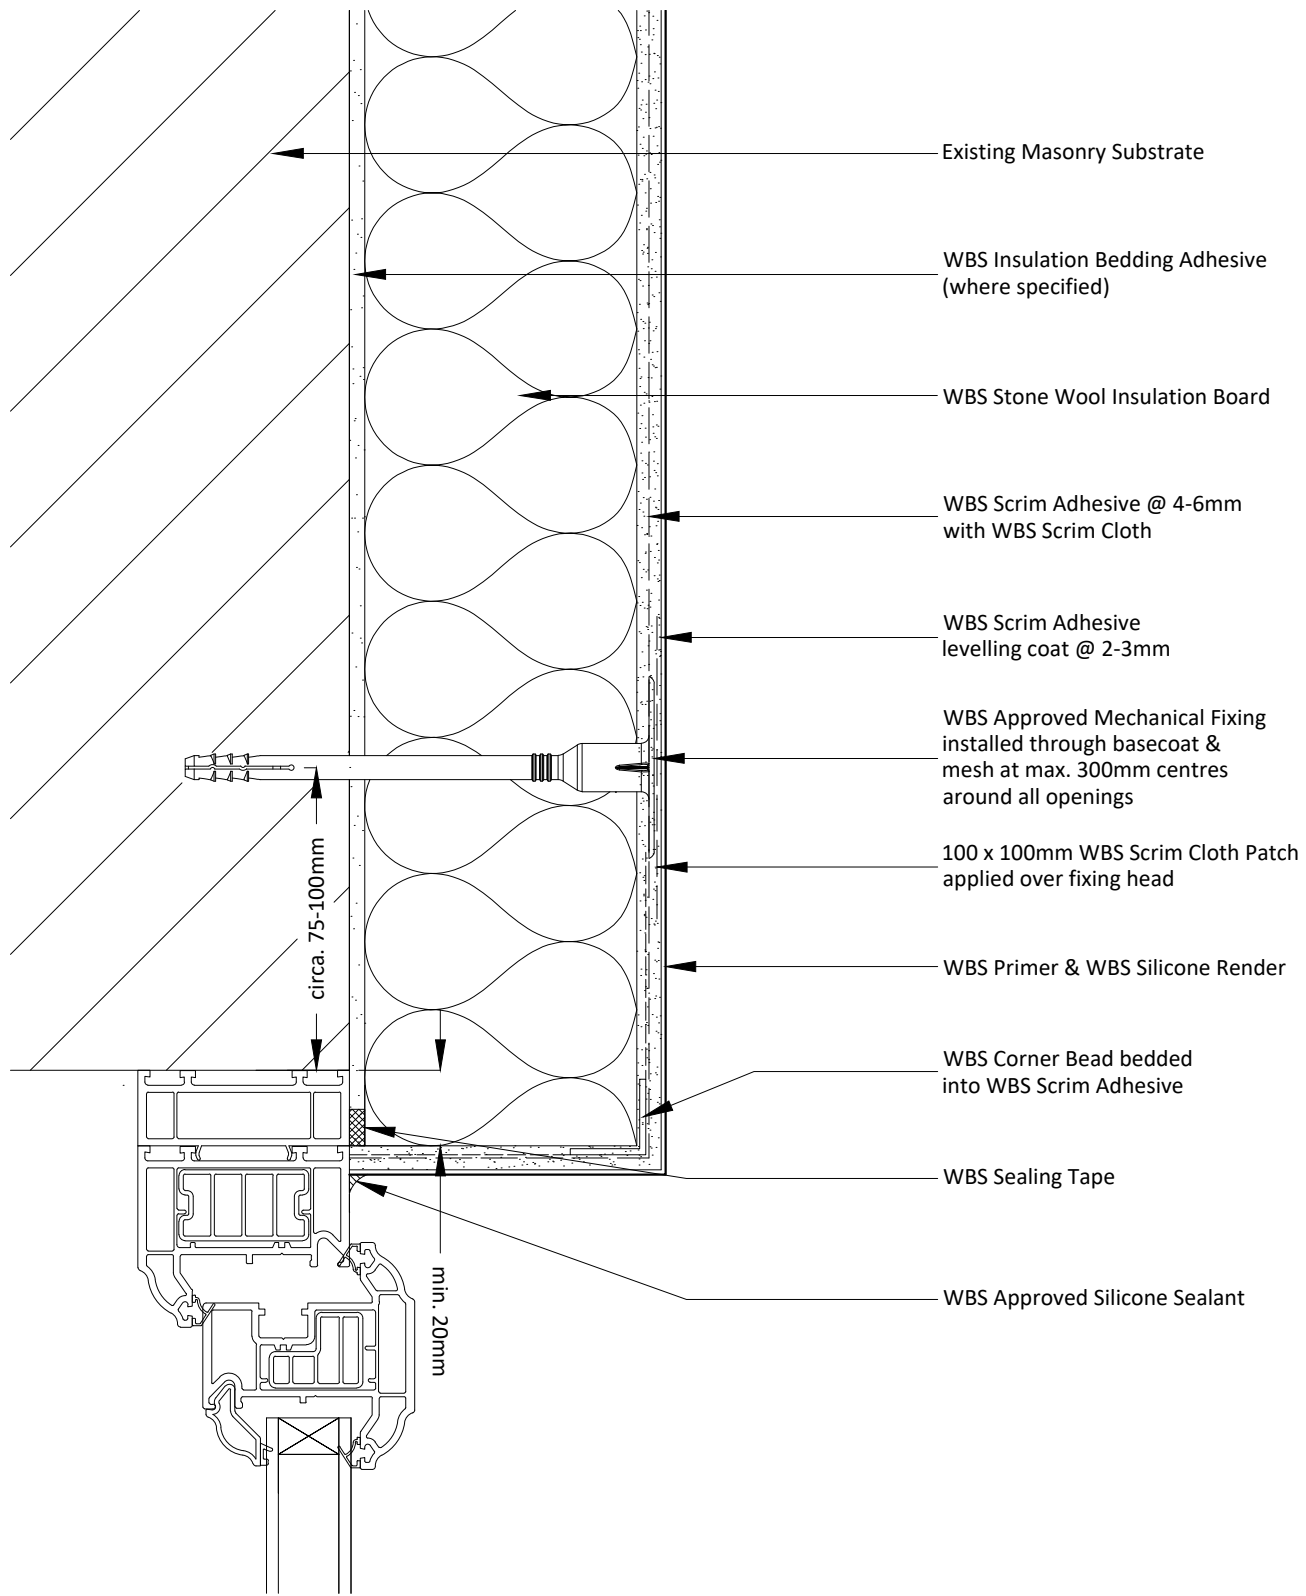 Existing Masonry Substrate
WBS Insulation Bedding Adhesive
(where specified)
WBS Stone Wool Insulation Board
WBS Scrim Adhesive @ 4-6mm
with WBS Scrim Cloth
WBS Scrim Adhesive
levelling coat @ 2-3mm
WBS Approved Mechanical Fixing
installed through basecoat &
mesh at max. 300mm centres
around all openings
100 x 100mm WBS Scrim Cloth Patch
applied over fixing head
circa. 75-100mm
WBS Primer & WBS Silicone Render
WBS Corner Bead bedded
into WBS Scrim Adhesive
WBS Sealing Tape
min. 20mm
WBS Approved Silicone Sealant